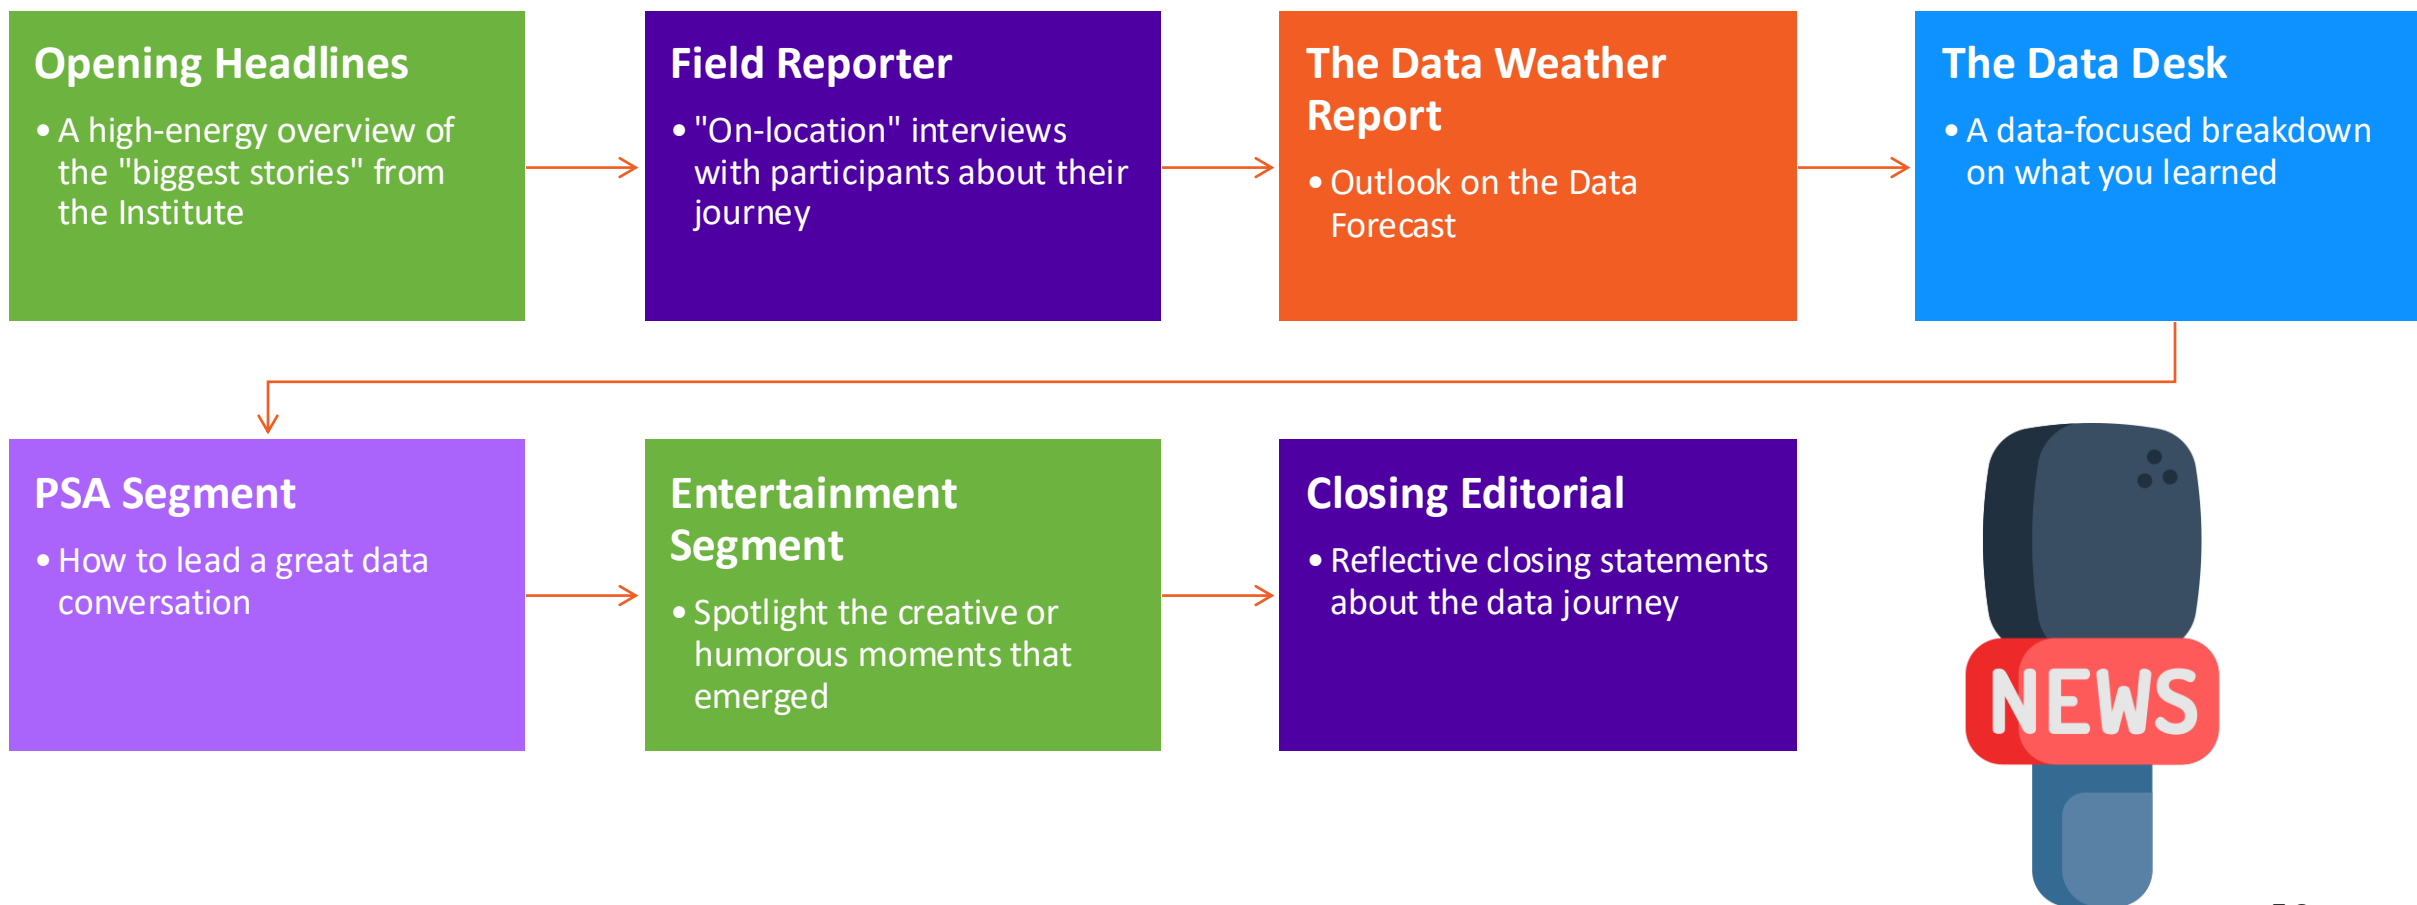 Opening Headlines
• A high-energy overview of
the "biggest stories" from
the Institute
Field Reporter
• "On-location" interviews
with participants about their
journey
The Data Weather
Report
• Outlook on the Data
Forecast
The Data Desk
• A data-focused breakdown
on what you learned
PSA Segment
• How to lead a great data
conversation
Entertainment
Segment
• Spotlight the creative or
humorous moments that
emerged
Closing Editorial
• Reflective closing statements
about the data journey
NEWS